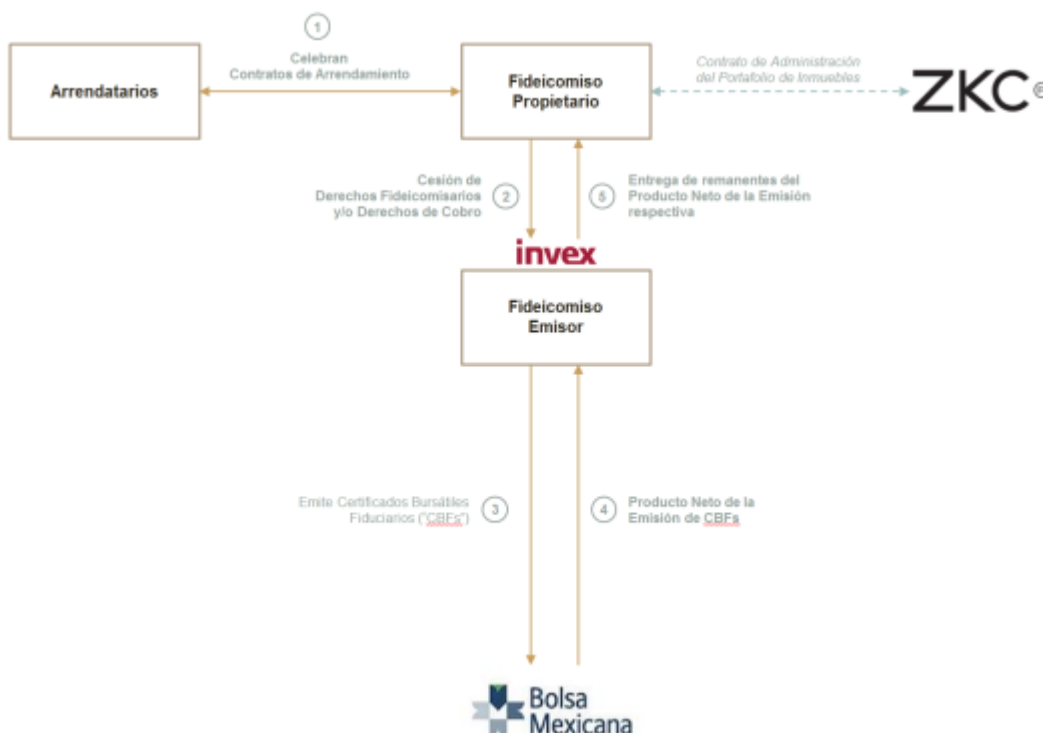 1
Celebran
Contratos de Arrendamiento
Arrendatarios
Fideicomiso
Propietario
Contrato de Administración
del Portafolio de Inmuebles
ZKC®
Cesión de
Derechos Fideicomisarios
y/o Derechos de Cobro
2
5
Entrega de remanentes del
Producto Neto de la Emisión
respectiva
invex
Fideicomiso
Emisor
Emite Certificados Bursátiles
Fiduciarios ("CBFs")
3
4
Producto Neto de la
Emisión de CBFs
Bolsa
Mexicana